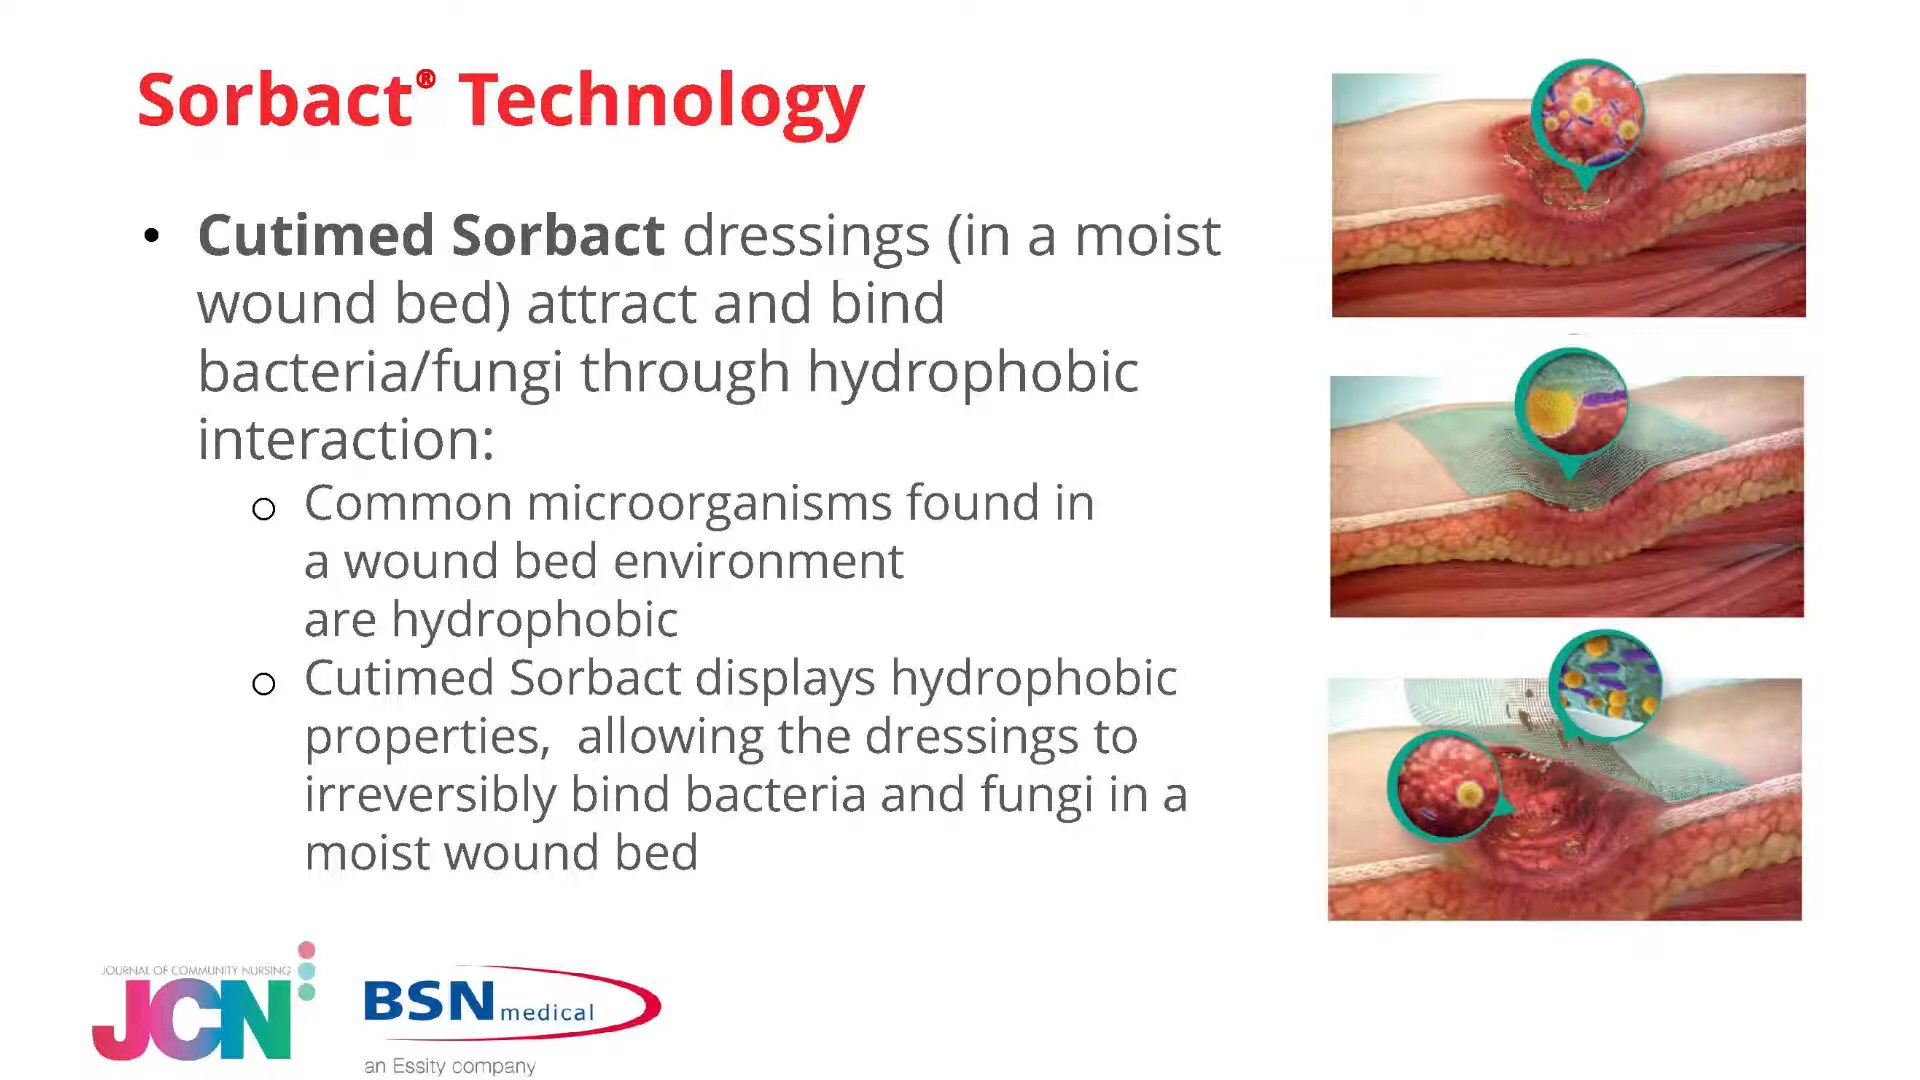 Sorbact® Technology
• Cutimed Sorbact dressings (in a moist
wound bed) attract and bind
bacteria/fungi through hydrophobic
interaction:
o Common microorganisms found in
a wound bed environment
are hydrophobic
o Cutimed Sorbact displays hydrophobic
properties,  allowing the dressings to
irreversibly bind bacteria and fungi in a
moist wound bed
JOURNAL OF COMMUNITY NURSING
JCN
BSN medical
an Essity company